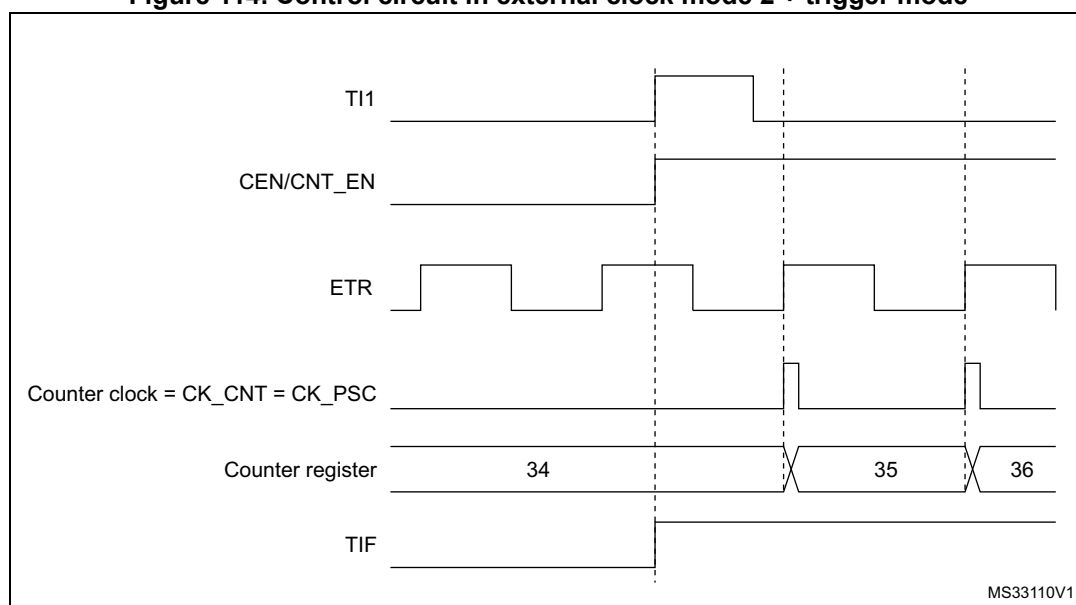 Figure 114. Control circuit in external clock mode 2 + trigger mode
TI1
CEN/CNT_EN
ETR
Counter clock = CK_CNT = CK_PSC
Counter register
34
35
36
TIF
MS33110V1